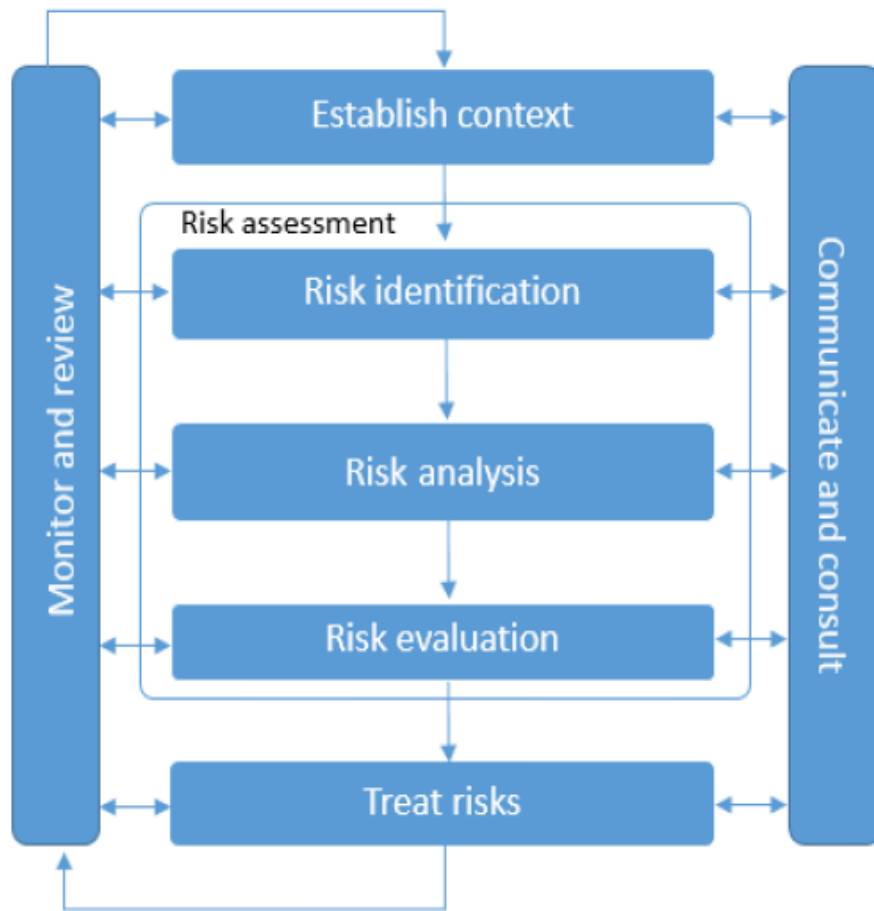 Establish context
Risk assessment
Risk identification
Risk analysis
Risk evaluation
Treat risks
Monitor and review
Communicate and consult